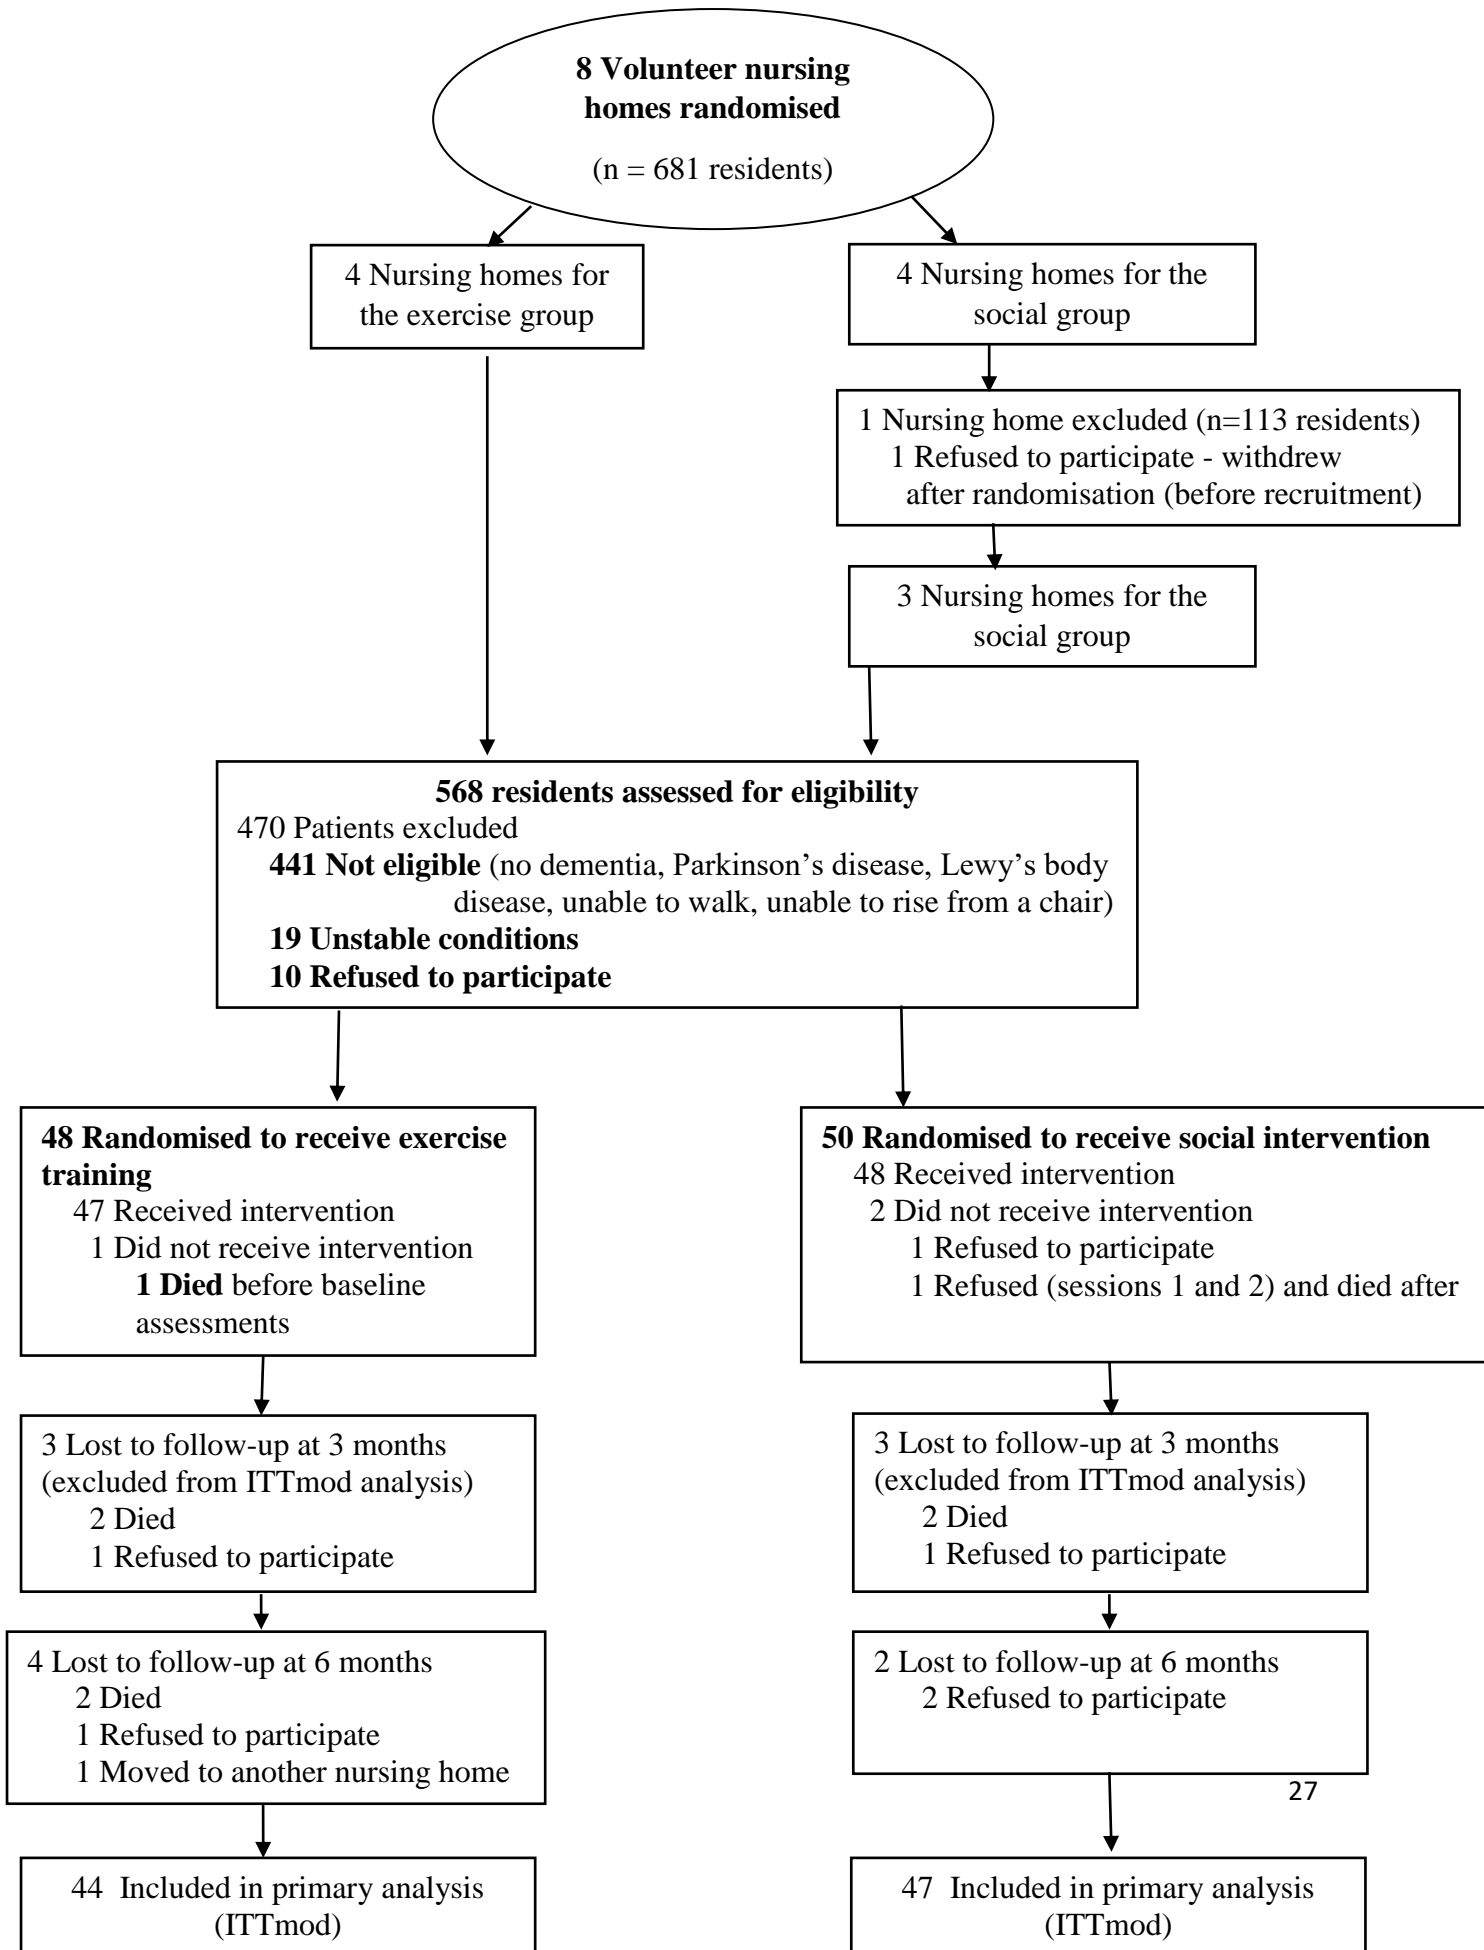 8 Volunteer nursing
homes randomised
(n = 681 residents)
4 Nursing homes for
the exercise group
4 Nursing homes for the
social group
1 Nursing home excluded (n=113 residents)
1 Refused to participate - withdrew
after randomisation (before recruitment)
3 Nursing homes for the
social group
568 residents assessed for eligibility
470 Patients excluded
441 Not eligible (no dementia, Parkinson’s disease, Lewy’s body
disease, unable to walk, unable to rise from a chair)
19 Unstable conditions
10 Refused to participate
48 Randomised to receive exercise
training
47 Received intervention
1 Did not receive intervention
1 Died before baseline
assessments
50 Randomised to receive social intervention
48 Received intervention
2 Did not receive intervention
1 Refused to participate
1 Refused (sessions 1 and 2) and died after
3 Lost to follow-up at 3 months
(excluded from ITTmod analysis)
2 Died
1 Refused to participate
3 Lost to follow-up at 3 months
(excluded from ITTmod analysis)
2 Died
1 Refused to participate
4 Lost to follow-up at 6 months
2 Died
1 Refused to participate
1 Moved to another nursing home
2 Lost to follow-up at 6 months
2 Refused to participate
27
44 Included in primary analysis
(ITTmod)
47 Included in primary analysis
(ITTmod)